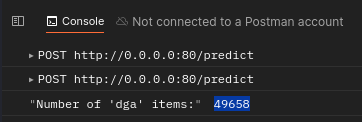 Console Not connected to a Postman account
POST http://0.0.0.0:80/predict
POST http://0.0.0.0:80/predict
"Number of 'dga' items:" 49658